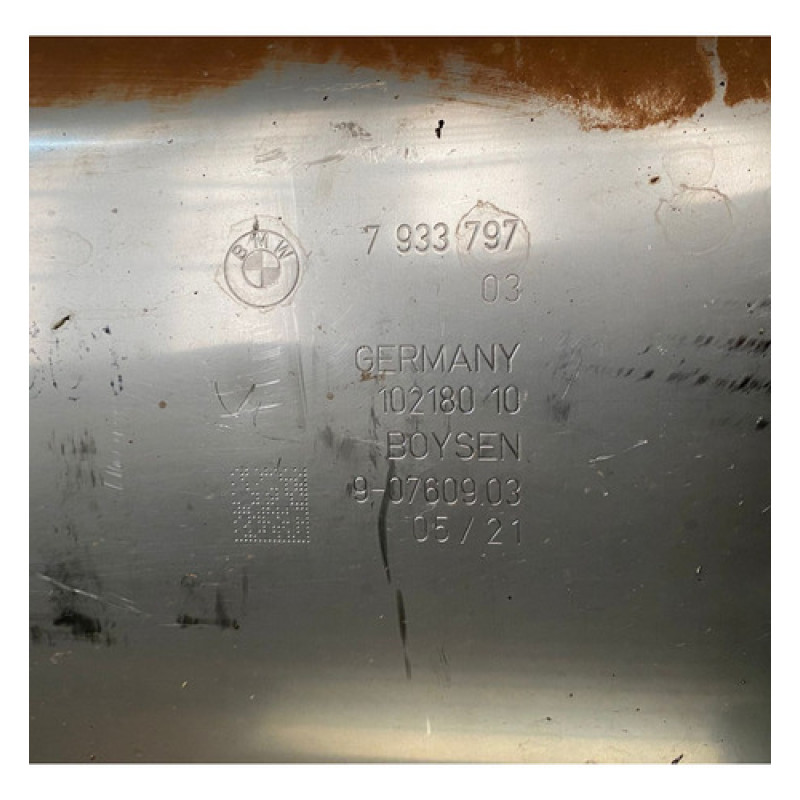 BMW
7 933 797
03
GERMANY
102180 10
BOYSEN
9-07609.03
05/21